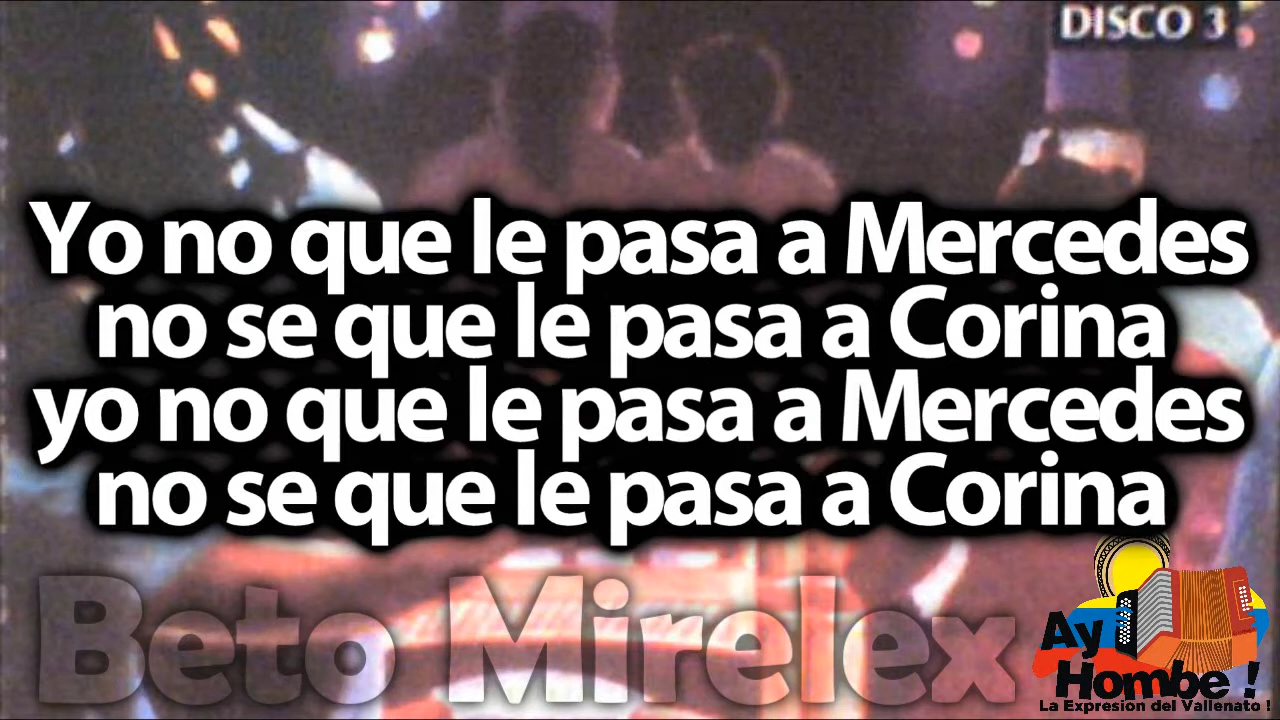 DISCO 3
Yo no que le pasa a Mercedes
no se que le pasa a Corina
yo no que le pasa a Mercedes
no se que le pasa a Corina
Beto Mirelex
Ay
Hombe !
La Expresion del Vallenato !